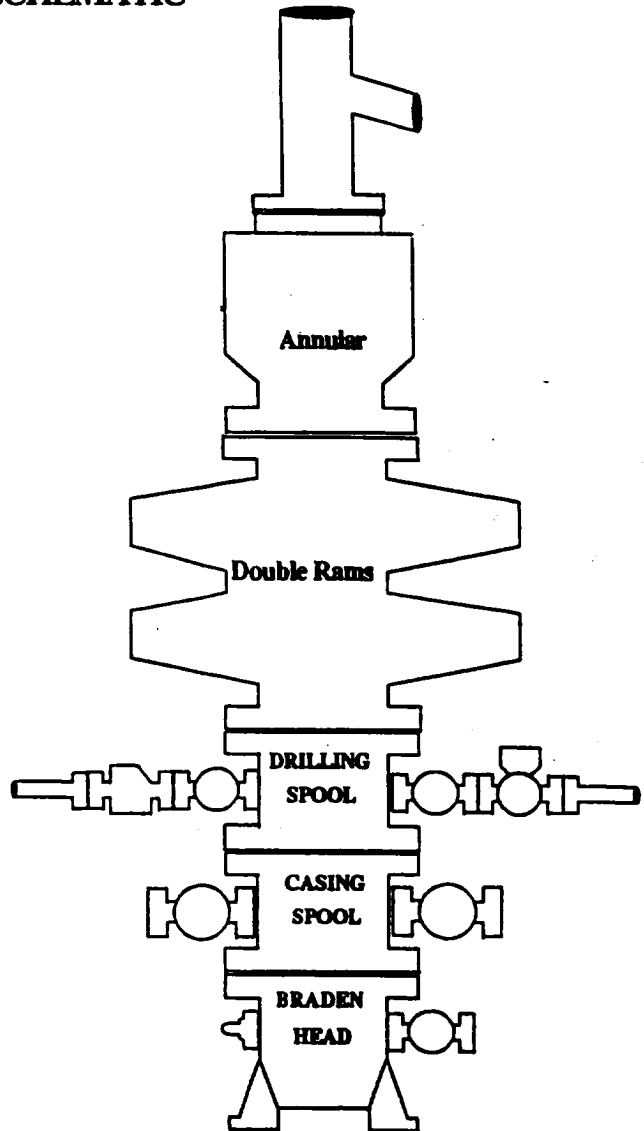 SCHEMATIC
Annular
Double Rams
DRILLING
SPOOL
CASING
SPOOL
BRADEN
HEAD